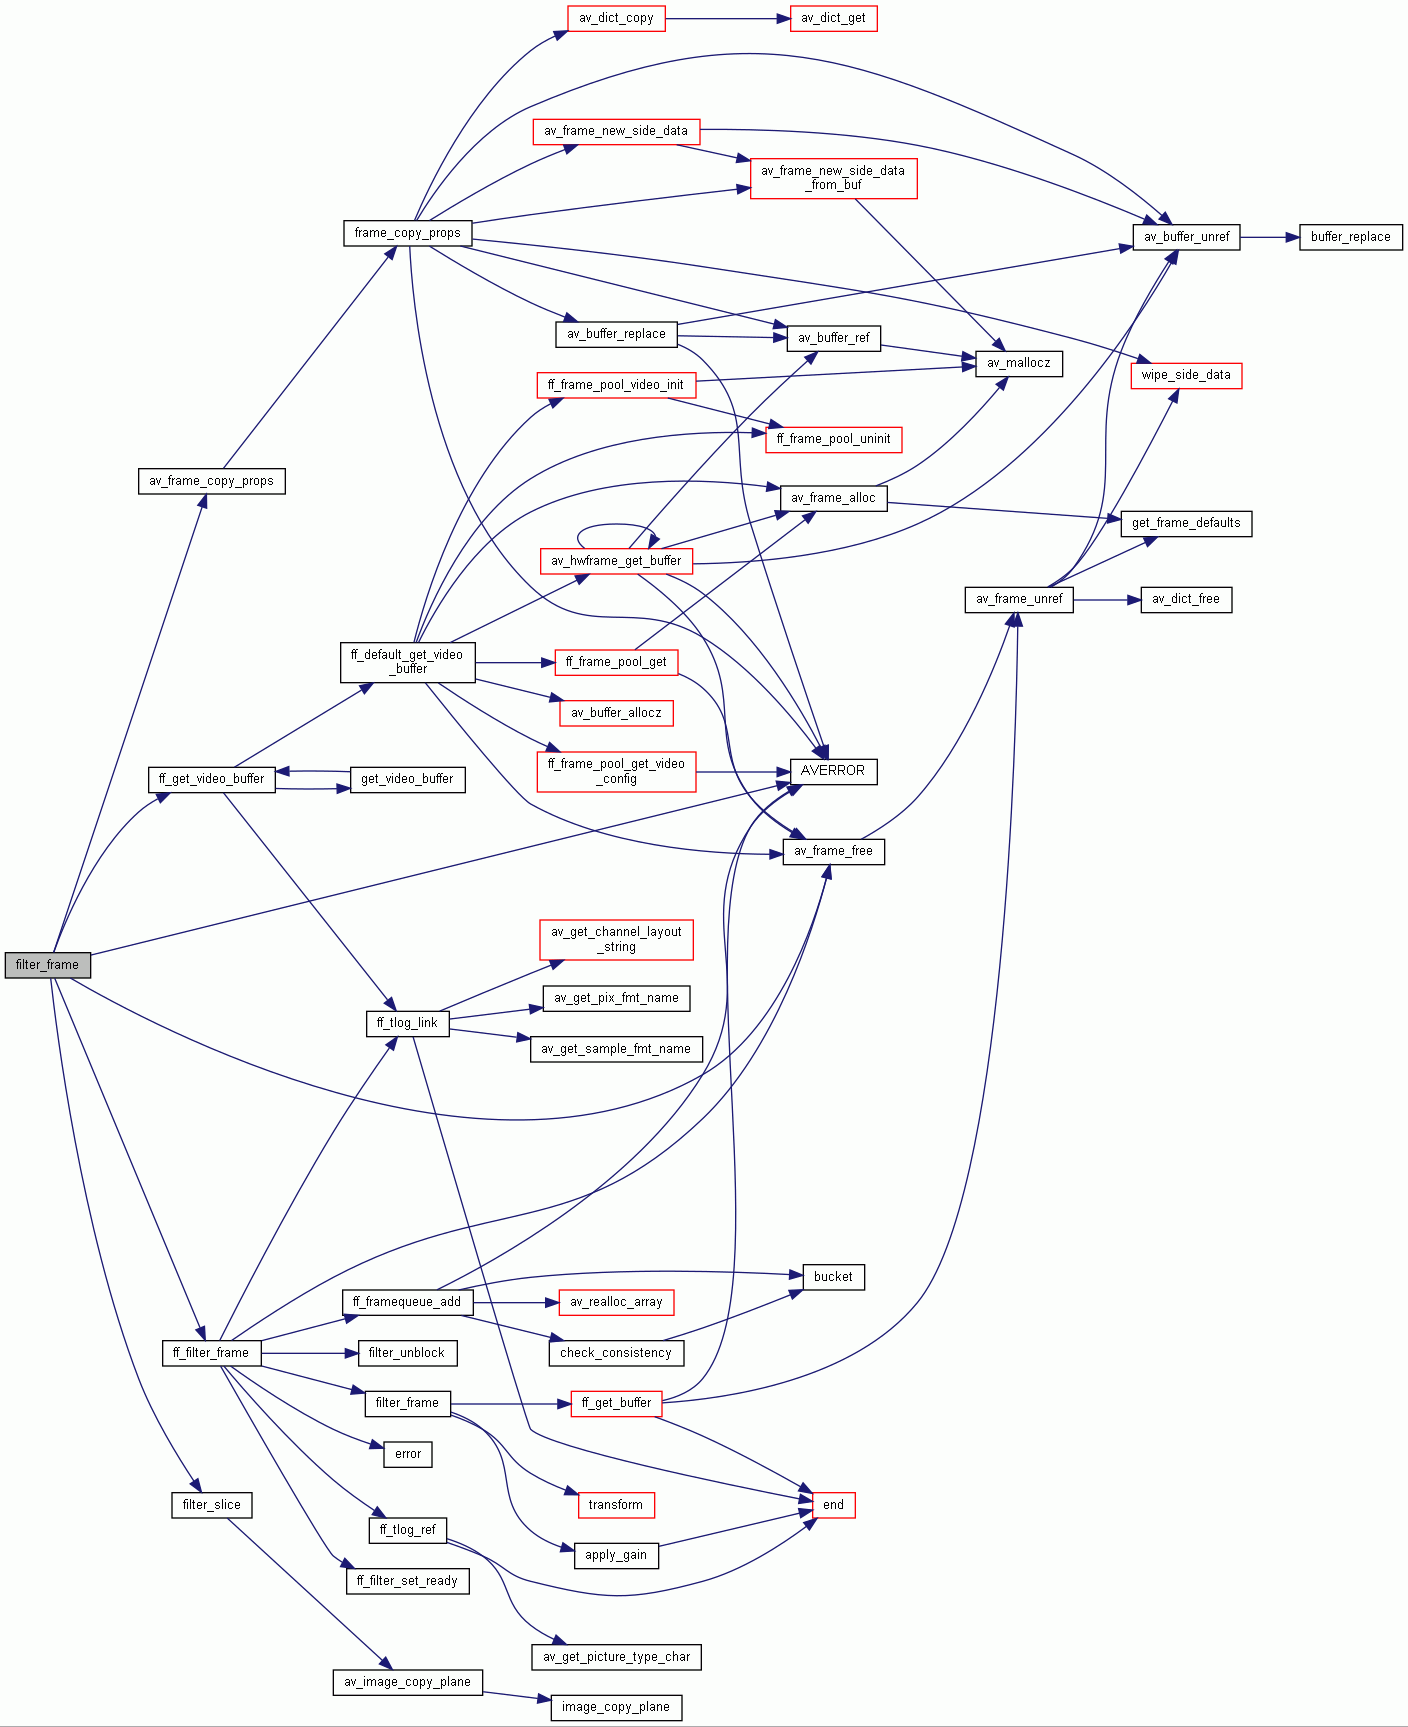 av_dict_copy
av_dict_get
av_frame_new_side_data
av_frame_new_side_data
_from_buf
frame_copy_props
av_buffer_unref
buffer_replace
av_buffer_replace
av_buffer_ref
av_mallocz
wipe_side_data
ff_frame_pool_video_init
ff_frame_pool_uninit
av_frame_copy_props
av_frame_alloc
get_frame_defaults
av_hwframe_get_buffer
av_frame_unref
av_dict_free
ff_default_get_video
_buffer
ff_frame_pool_get
av_buffer_allocz
ff_frame_pool_get_video
_config
AVERROR
ff_get_video_buffer
get_video_buffer
av_frame_free
av_get_channel_layout
_string
filter_frame
av_get_pix_fmt_name
ff_tlog_link
av_get_sample_fmt_name
bucket
ff_framequeue_add
av_realloc_array
ff_filter_frame
filter_unblock
check_consistency
filter_frame
ff_get_buffer
error
filter_slice
transform
end
ff_tlog_ref
apply_gain
ff_filter_set_ready
av_get_picture_type_char
av_image_copy_plane
image_copy_plane